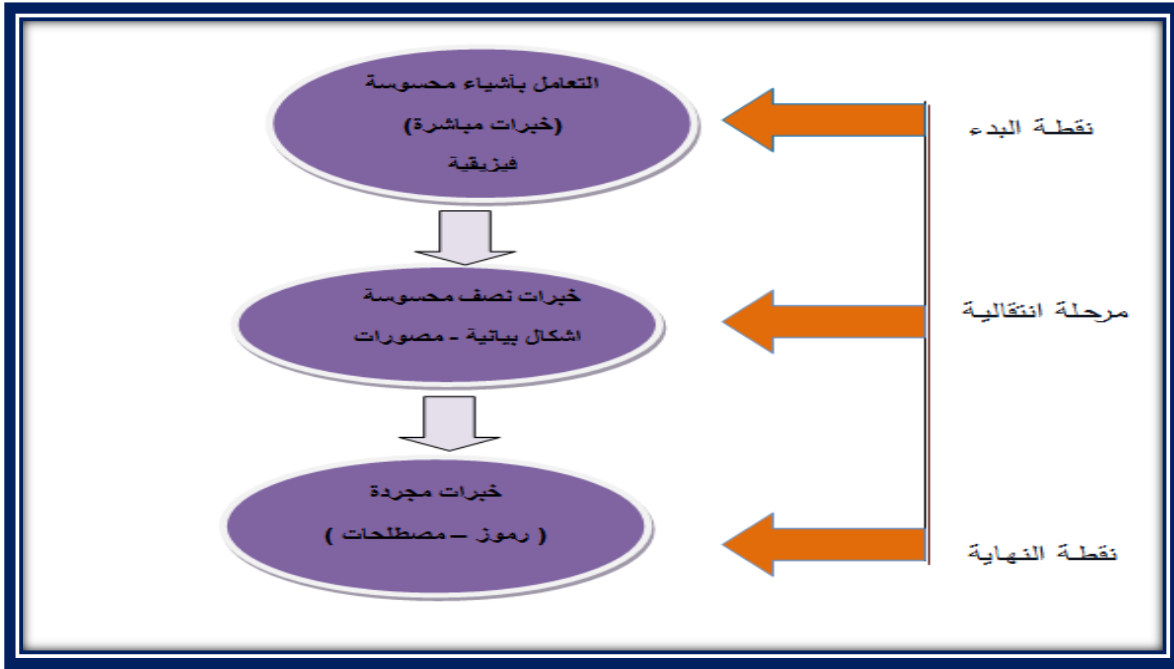 التعامل بأشياء محسوسة
(خبرات مباشرة)
فيزيقية
نقطة البدء
خبرات نصف محسوسة
اشكال بيانية - مصورات
مرحلة انتقالية
خبرات مجردة
( رموز – مصطلحات )
نقطة النهاية